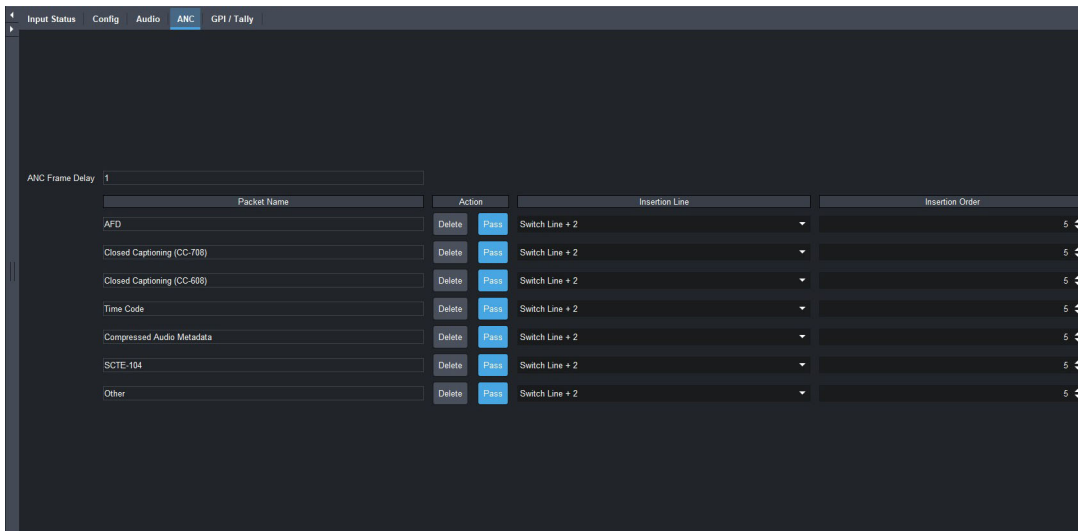 Input Status Config Audio ANC GPI / Tally
ANC Frame Delay 1
Packet Name Action Insertion Line Insertion Order
AFD Delete Pass Switch Line + 2 5
Closed Captioning (CC-708) Delete Pass Switch Line + 2 5
Closed Captioning (CC-608) Delete Pass Switch Line + 2 5
Time Code Delete Pass Switch Line + 2 5
Compressed Audio Metadata Delete Pass Switch Line + 2 5
SCTE-104 Delete Pass Switch Line + 2 5
Other Delete Pass Switch Line + 2 5